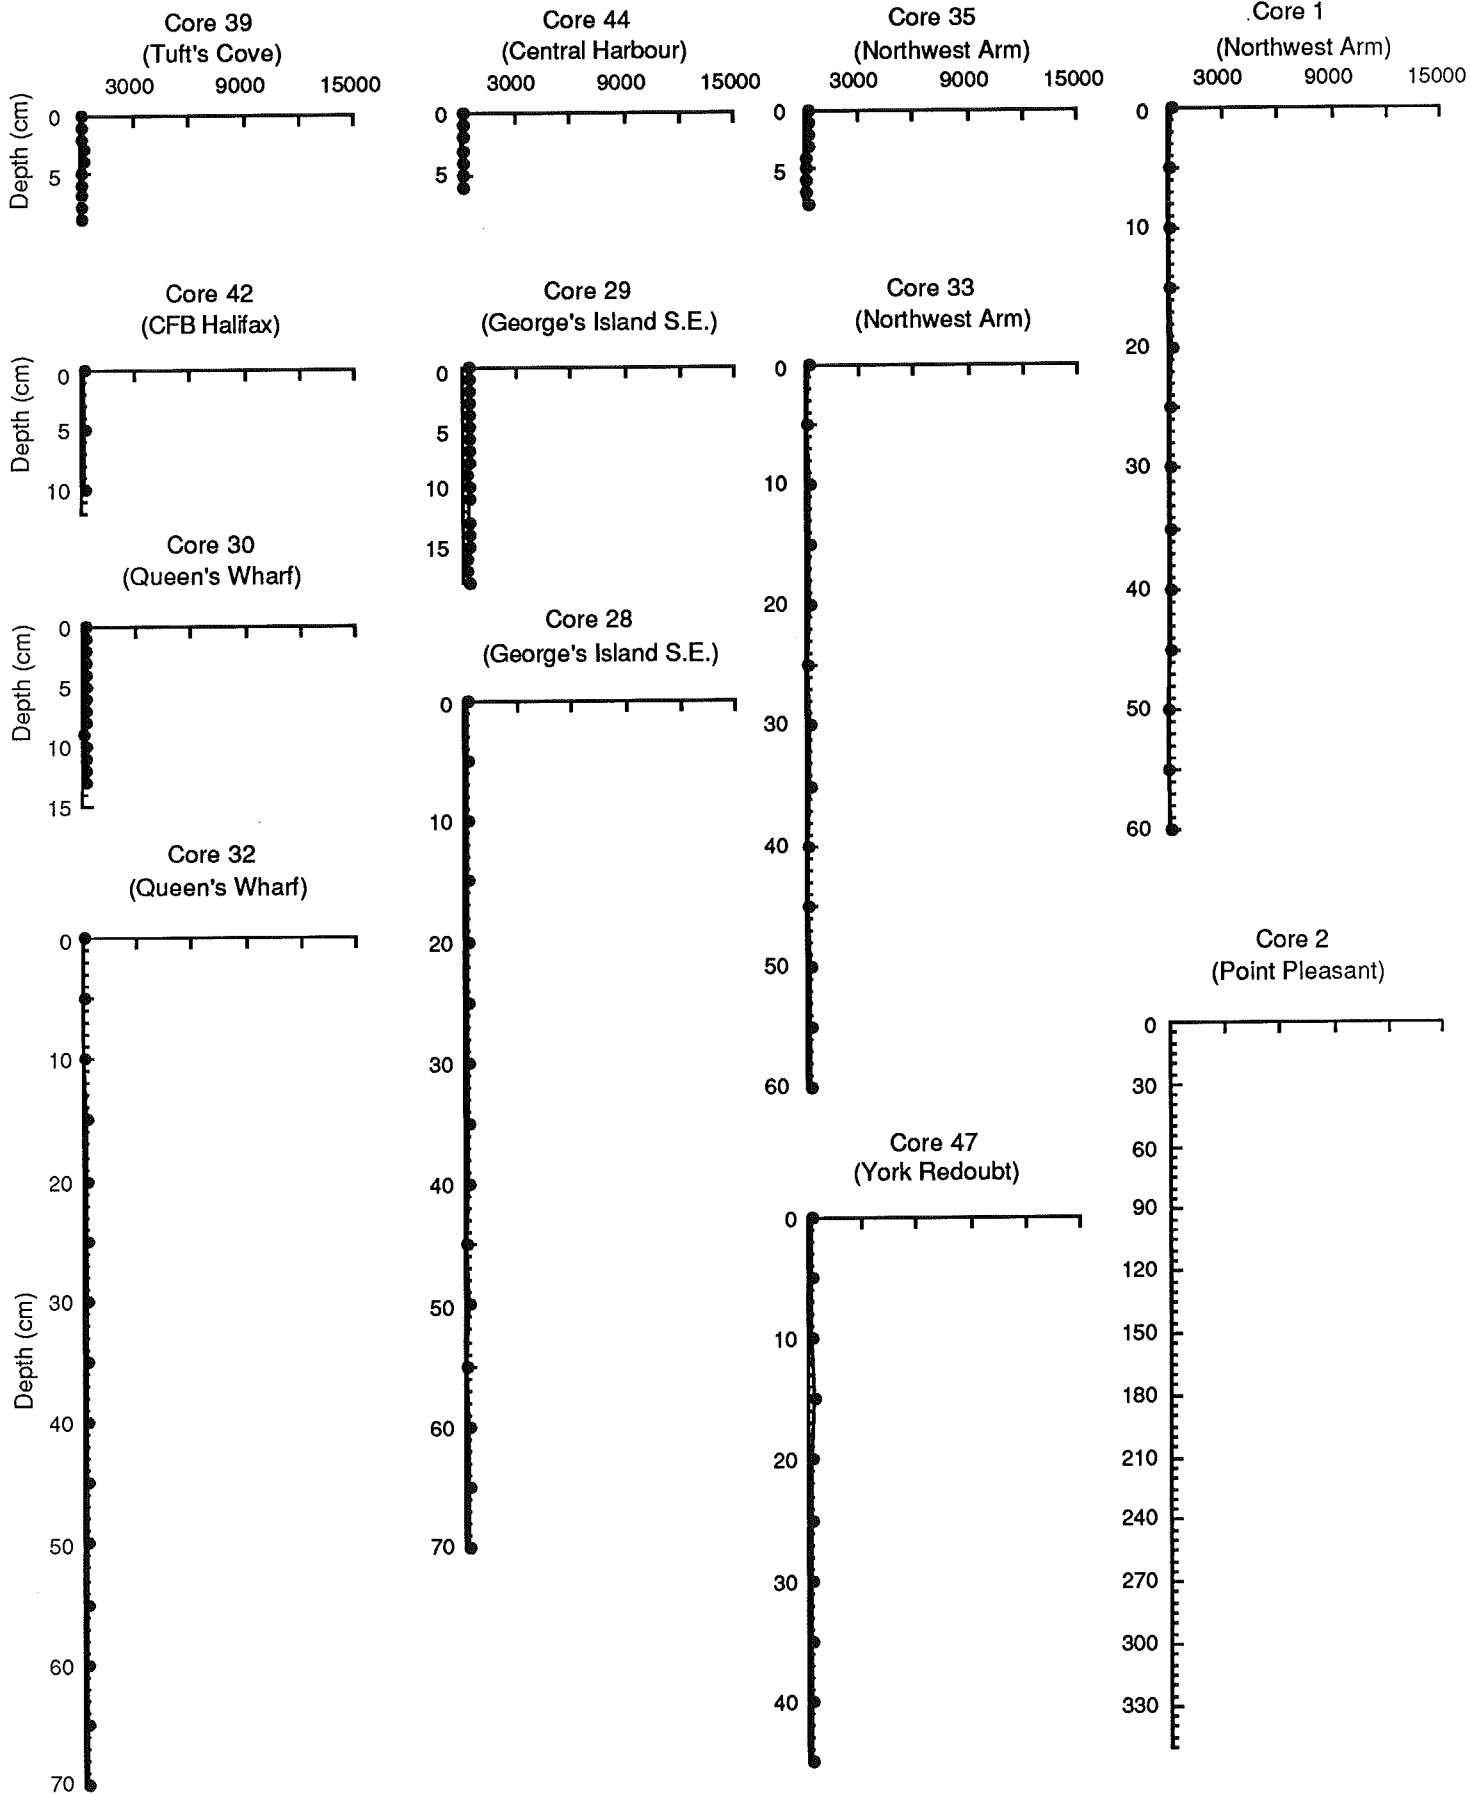 Core 39
(Tuft's Cove)
3000 9000 15000
Depth (cm)
0
5
Core 42
(CFB Halifax)
Depth (cm)
0
5
10
Core 30
(Queen's Wharf)
Depth (cm)
0
5
10
15
Core 32
(Queen's Wharf)
Depth (cm)
0
10
20
30
40
50
60
70
Core 44
(Central Harbour)
3000 9000 15000
0
5
Core 29
(George's Island S.E.)
0
5
10
15
Core 28
(George's Island S.E.)
0
10
20
30
40
50
60
70
Core 35
(Northwest Arm)
3000 9000 15000
0
5
Core 33
(Northwest Arm)
0
10
20
30
40
50
60
Core 47
(York Redoubt)
0
10
20
30
40
Core 1
(Northwest Arm)
3000 9000 15000
0
10
20
30
40
50
60
Core 2
(Point Pleasant)
0
30
60
90
120
150
180
210
240
270
300
330